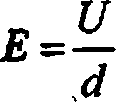 E = U/d